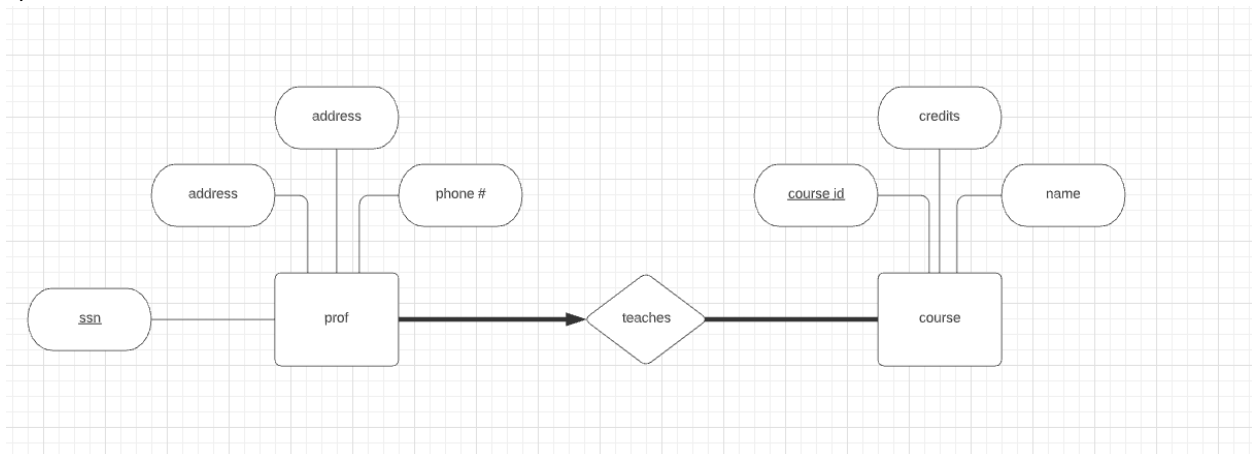 address
credits
address
phone #
course id
name
ssn
prof
teaches
course